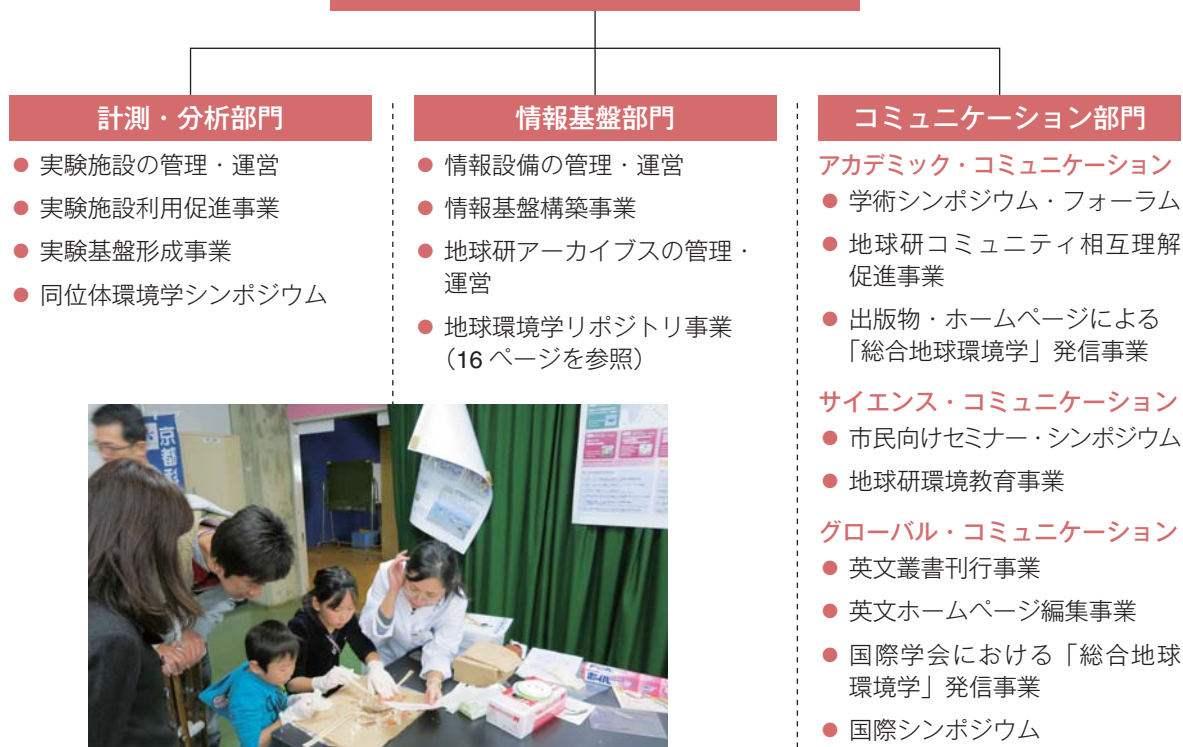 計測・分析部門
● 実験施設の管理・運営
● 実験施設利用促進事業
● 実験基盤形成事業
● 同位体環境学シンポジウム
情報基盤部門
● 情報設備の管理・運営
● 情報基盤構築事業
● 地球研アーカイブスの管理・
運営
● 地球環境学リポジトリ事業
（16 ページを参照）
コミュニケーション部門
アカデミック・コミュニケーション
● 学術シンポジウム・フォーラム
● 地球研コミュニティ相互理解
促進事業
● 出版物・ホームページによる
「総合地球環境学」発信事業
サイエンス・コミュニケーション
● 市民向けセミナー・シンポジウム
● 地球研環境教育事業
グローバル・コミュニケーション
● 英文叢書刊行事業
● 英文ホームページ編集事業
● 国際学会における「総合地球
環境学」発信事業
● 国際シンポジウム
京都